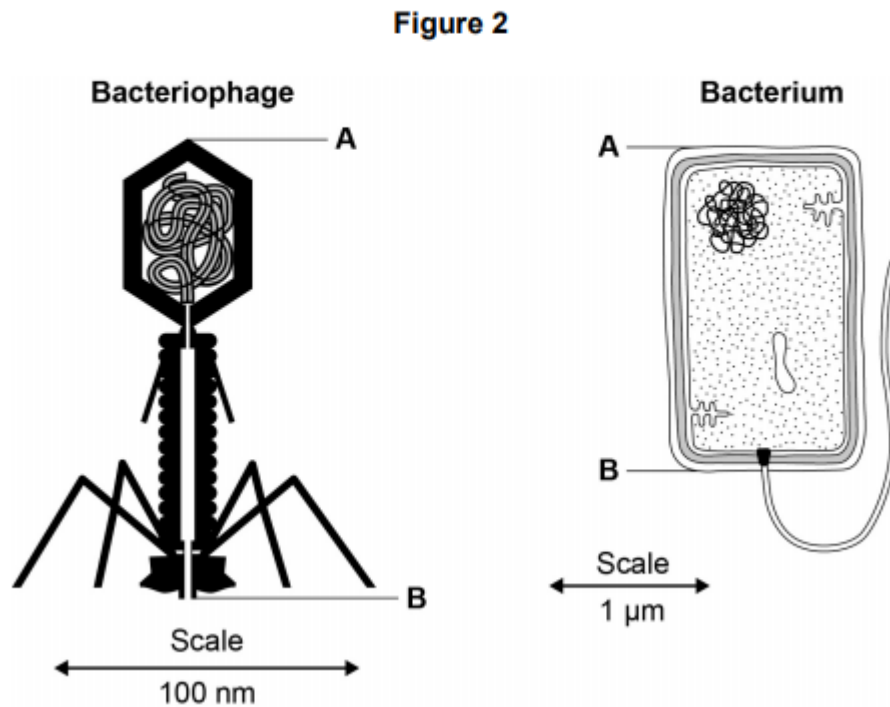 Figure 2
Bacteriophage
A
B
Scale
100 nm
Bacterium
A
B
Scale
1 µm